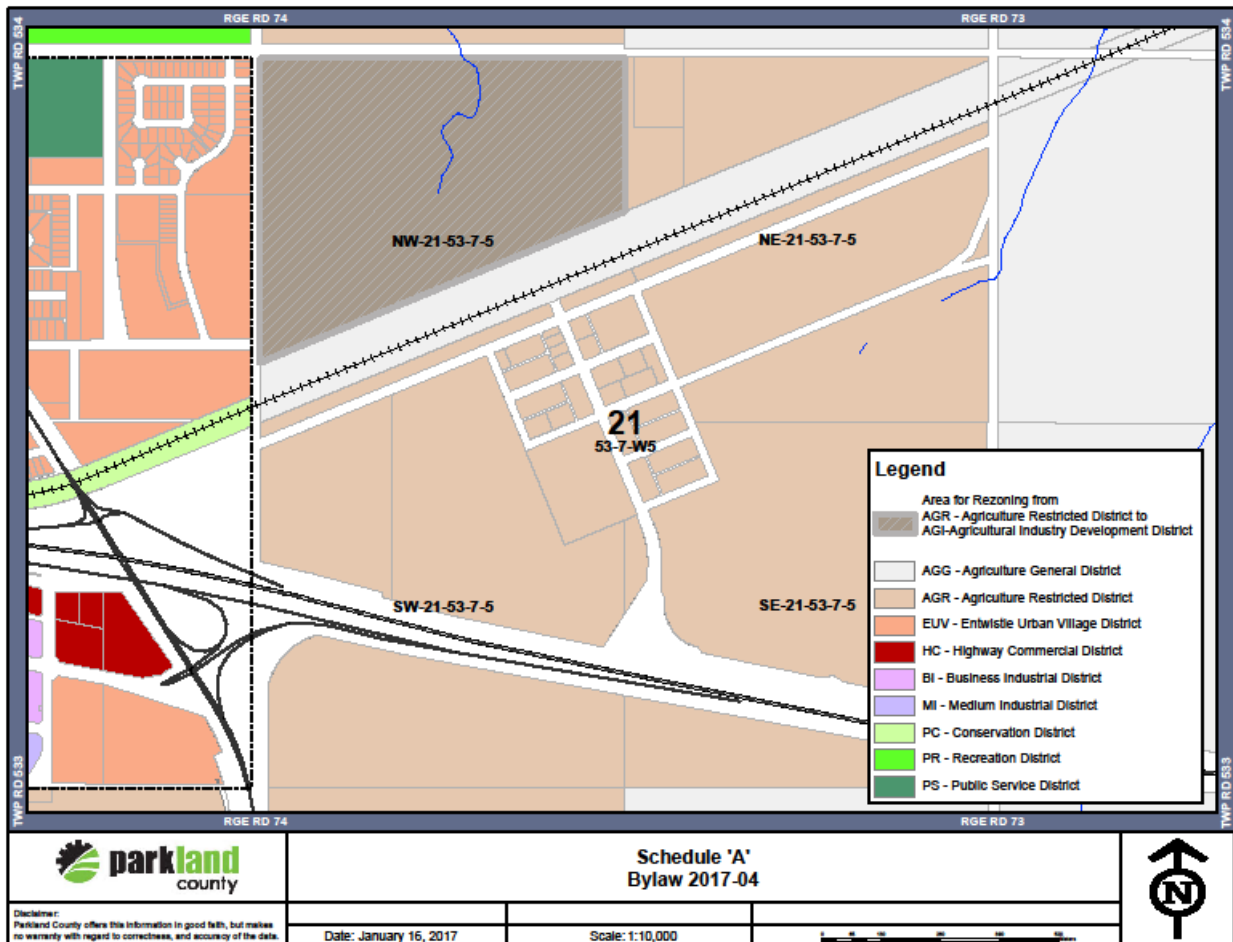 RGE RD 74
RGE RD 73
TWP RD 534
TWP RD 534
NW-21-53-7-5
NE-21-53-7-5
21
53-7-W5
SW-21-53-7-5
SE-21-53-7-5
Legend
Area for Rezoning from
AGR - Agriculture Restricted District to
AGI-Agricultural Industry Development District
AGG - Agriculture General District
AGR - Agriculture Restricted District
EUV - Entwistle Urban Village District
HC - Highway Commercial District
BI - Business Industrial District
MI - Medium Industrial District
PC - Conservation District
PR - Recreation District
PS - Public Service District
TWP RD 533
TWP RD 533
RGE RD 74
RGE RD 73
parkland
county
Schedule 'A'
Bylaw 2017-04
N
Disclaimer:
Parkland County offers this information in good faith, but makes
no warranty with regard to correctness, and accuracy of the data.
Date: January 16, 2017
Scale: 1:10,000